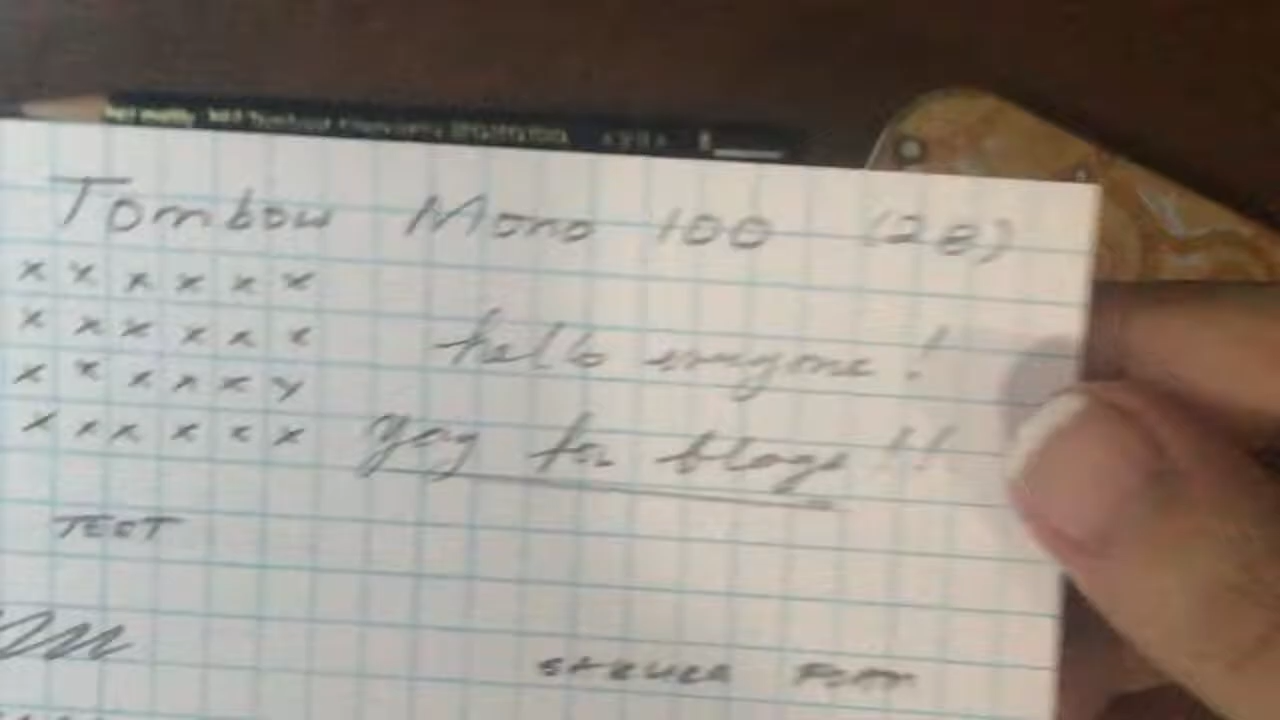 Tombow Mono 100 (2B)
x x x x x x
x x x x x x
hello everyone!
x x x x x x
x x x x x x
yay for blogs!!
TEST